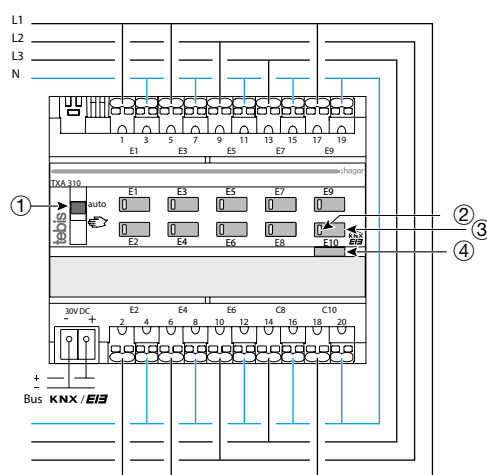 L1
L2
L3
N
1 3 5 7 9 11 13 15 17 19
E1 E3 E5 E7 E9
:hager
TXA 310
① auto
E1 E3 E5 E7 E9
②
③
tebis
E2 E4 E6 E8 E10
KNX
EIB
④
30V DC
- +
E2 E4 E6 C8 C10
2 4 6 8 10 12 14 16 18 20
+
–
Bus KNX / EIB